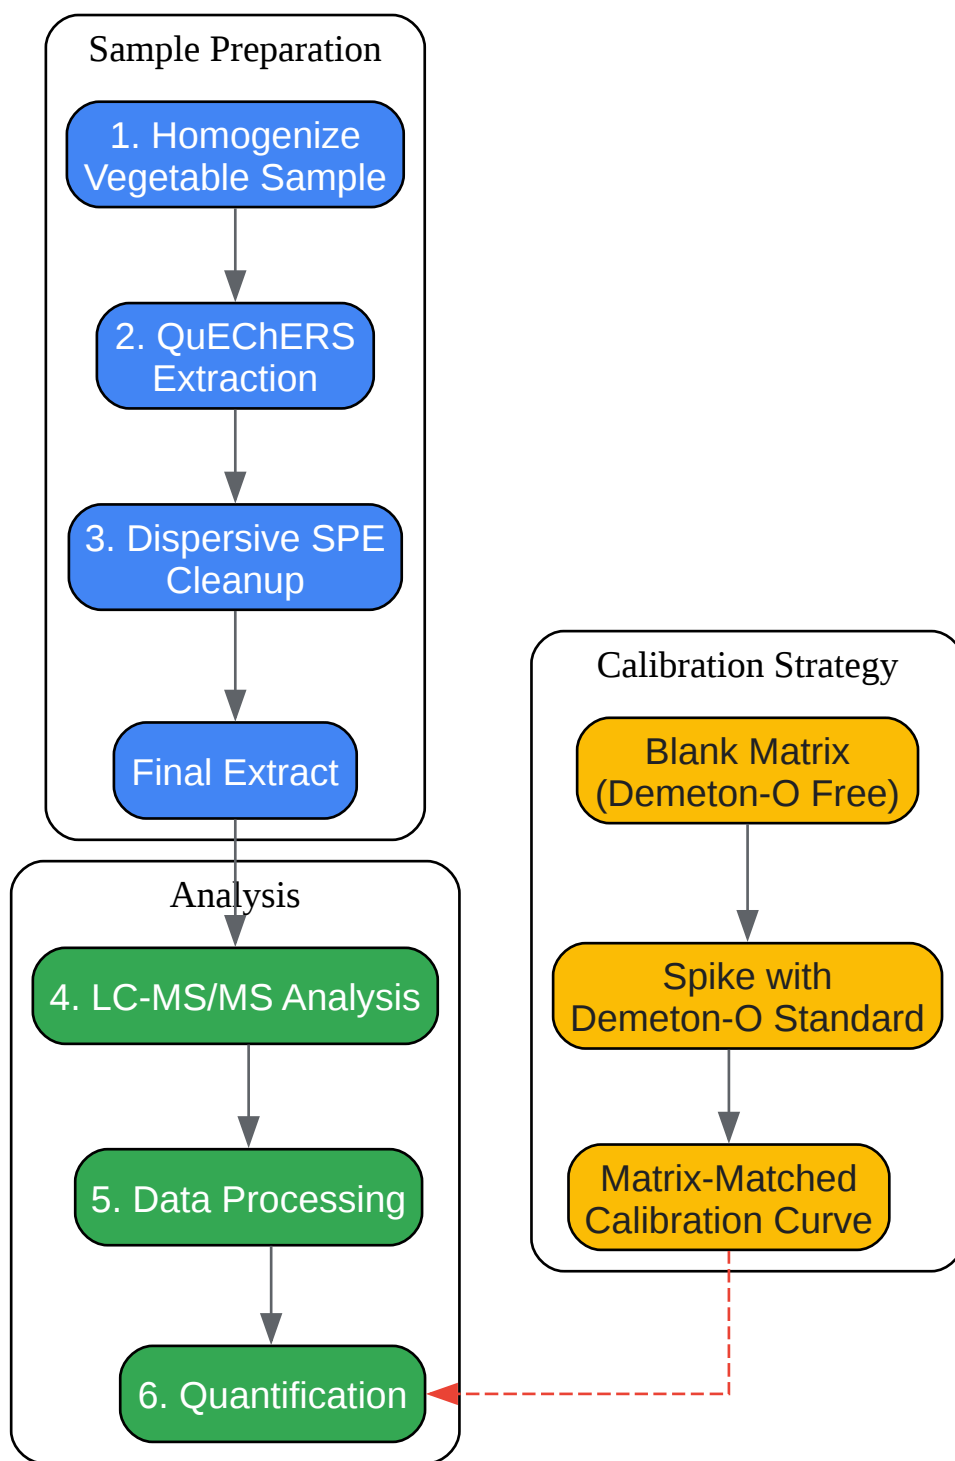 Sample Preparation
1. Homogenize
Vegetable Sample
2. QuEChERS
Extraction
3. Dispersive SPE
Cleanup
Final Extract
Analysis
4. LC-MS/MS Analysis
5. Data Processing
6. Quantification
Calibration Strategy
Blank Matrix
(Demeton-O Free)
Spike with
Demeton-O Standard
Matrix-Matched
Calibration Curve